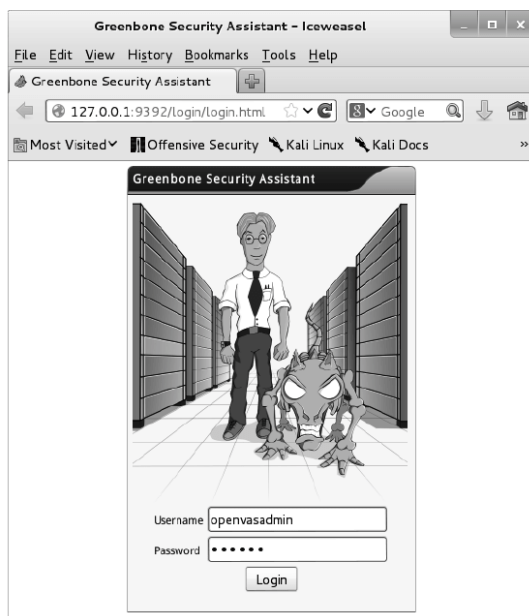 Greenbone Security Assistant – Iceweasel
File Edit View History Bookmarks Tools Help
Greenbone Security Assistant
127.0.0.1:9392/login/login.html
8 Google
Most Visited Offensive Security Kali Linux Kali Docs »
Greenbone Security Assistant
Username openvasadmin
Password ••••••
Login